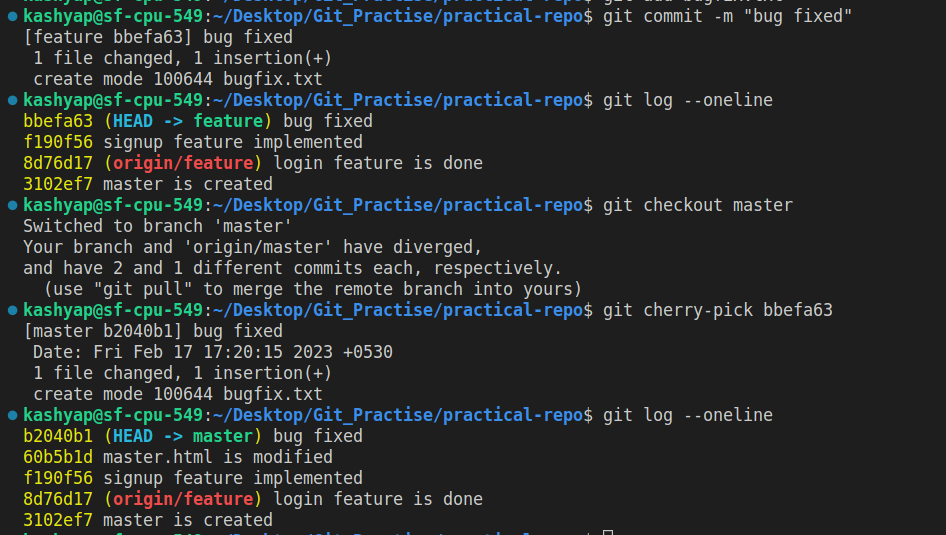 kashyap@sf-cpu-549:~/Desktop/Git_Practise/practical-repo$ git commit -m "bug fixed"
[feature bbefa63] bug fixed
 1 file changed, 1 insertion(+)
 create mode 100644 bugfix.txt
kashyap@sf-cpu-549:~/Desktop/Git_Practise/practical-repo$ git log --oneline
bbefa63 (HEAD -> feature) bug fixed
f190f56 signup feature implemented
8d76d17 (origin/feature) login feature is done
3102ef7 master is created
kashyap@sf-cpu-549:~/Desktop/Git_Practise/practical-repo$ git checkout master
Switched to branch 'master'
Your branch and 'origin/master' have diverged,
and have 2 and 1 different commits each, respectively.
  (use "git pull" to merge the remote branch into yours)
kashyap@sf-cpu-549:~/Desktop/Git_Practise/practical-repo$ git cherry-pick bbefa63
[master b2040b1] bug fixed
 Date: Fri Feb 17 17:20:15 2023 +0530
 1 file changed, 1 insertion(+)
 create mode 100644 bugfix.txt
kashyap@sf-cpu-549:~/Desktop/Git_Practise/practical-repo$ git log --oneline
b2040b1 (HEAD -> master) bug fixed
60b5b1d master.html is modified
f190f56 signup feature implemented
8d76d17 (origin/feature) login feature is done
3102ef7 master is created